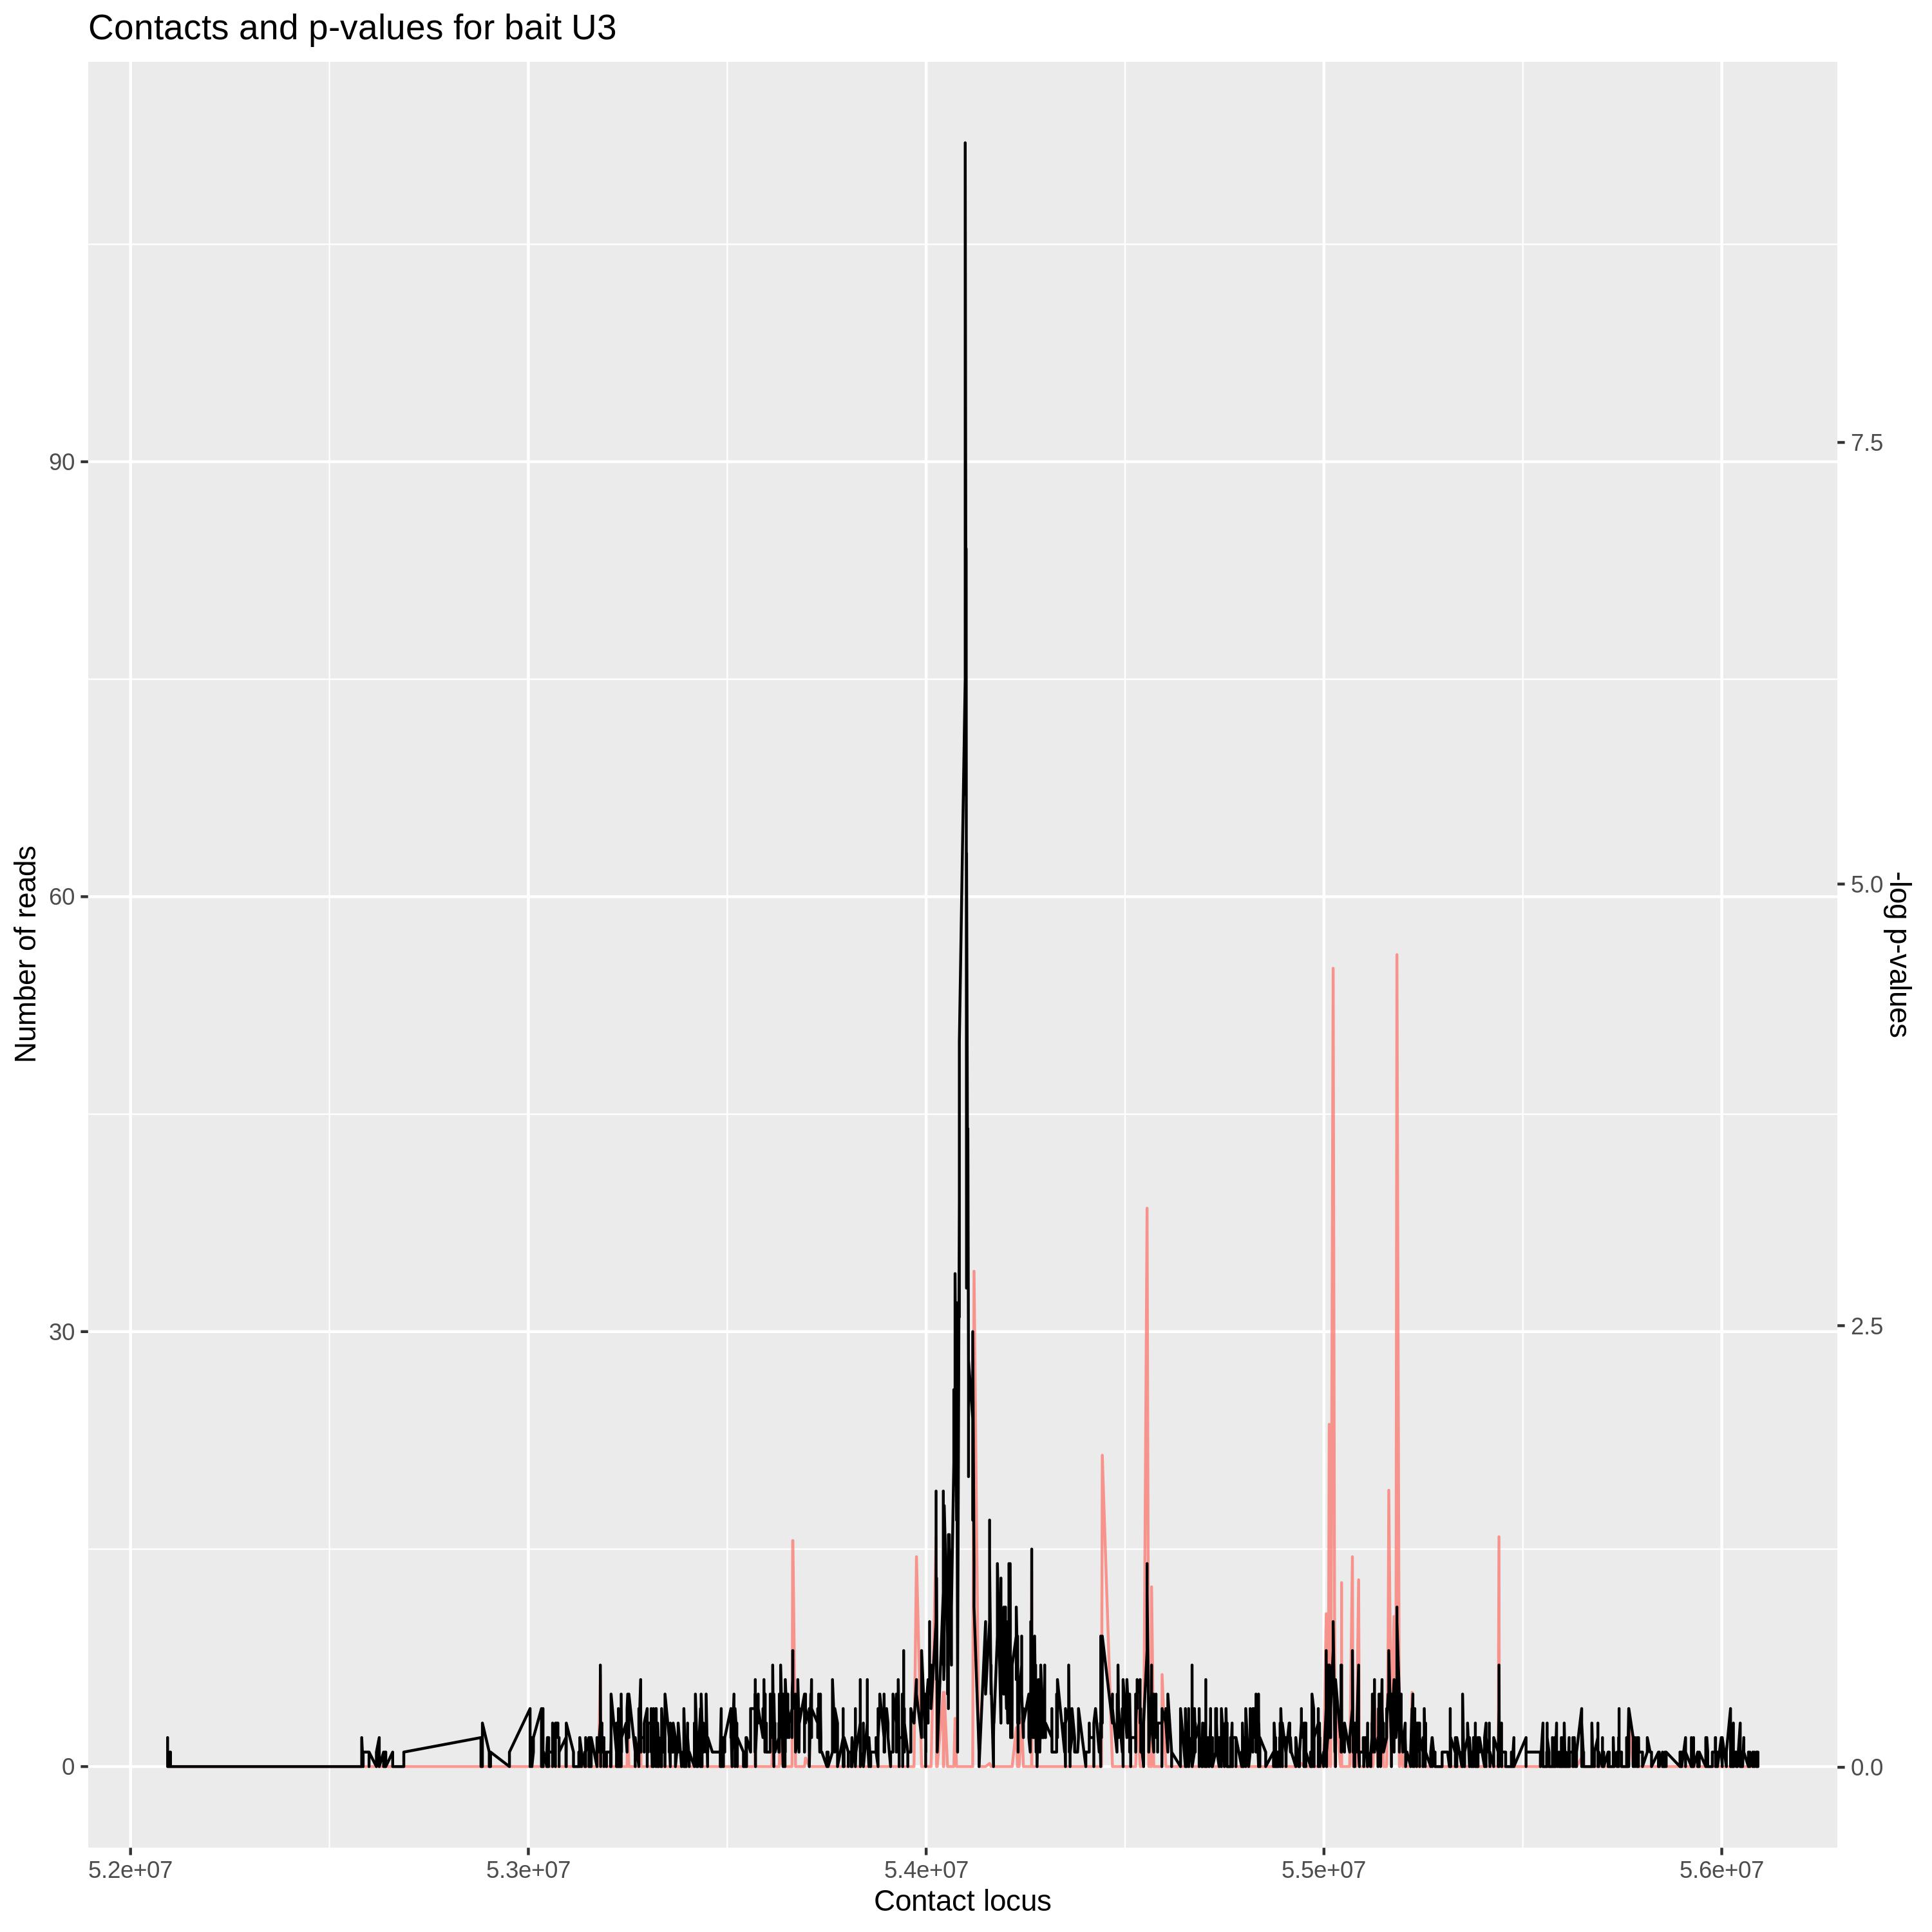 Contacts and p-values for bait U3
Number of reads
90
60
30
0
7.5
5.0
2.5
0.0
-log p-values
5.2e+07
5.3e+07
5.4e+07
5.5e+07
5.6e+07
Contact locus